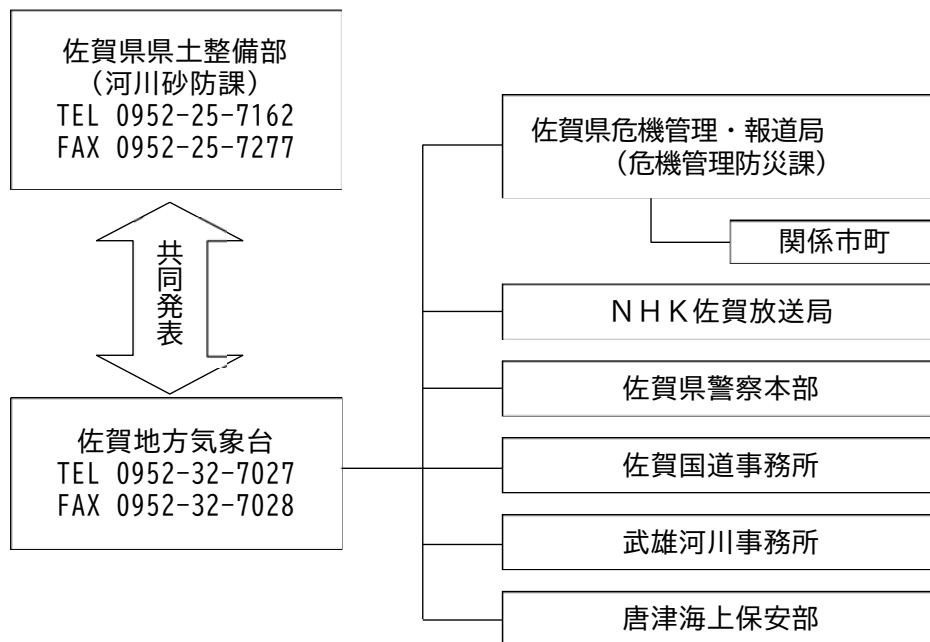 佐賀県県土整備部
（河川砂防課）
TEL 0952-25-7162
FAX 0952-25-7277
共同発表
佐賀地方気象台
TEL 0952-32-7027
FAX 0952-32-7028
佐賀県危機管理・報道局
（危機管理防災課）
関係市町
ＮＨＫ佐賀放送局
佐賀県警察本部
佐賀国道事務所
武雄河川事務所
唐津海上保安部